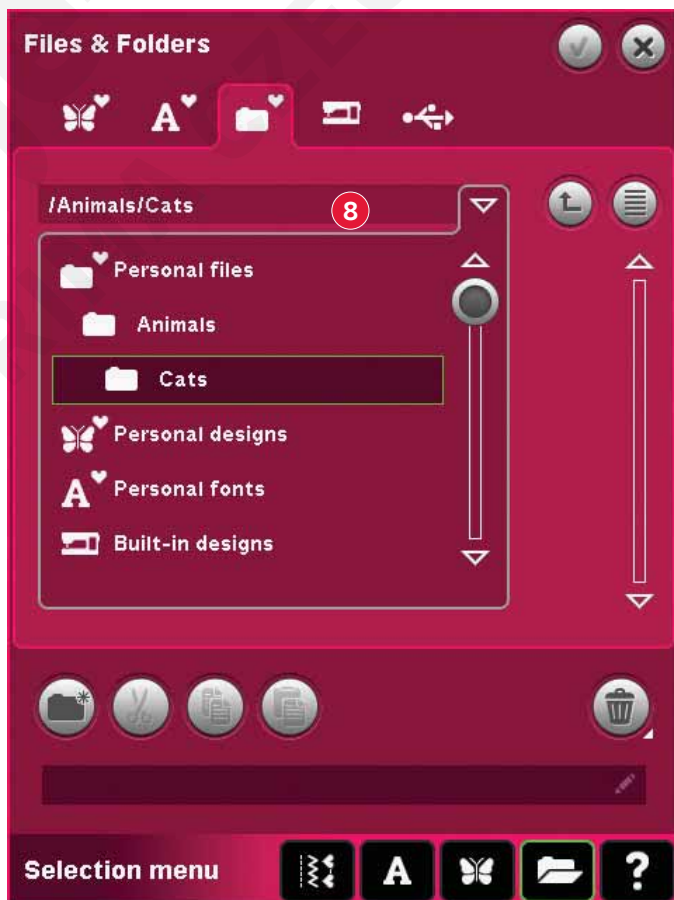 Files & Folders
A
/Animals/Cats
8
Personal files
Animals
Cats
Personal designs
A Personal fonts
Built-in designs
Selection menu
A
?